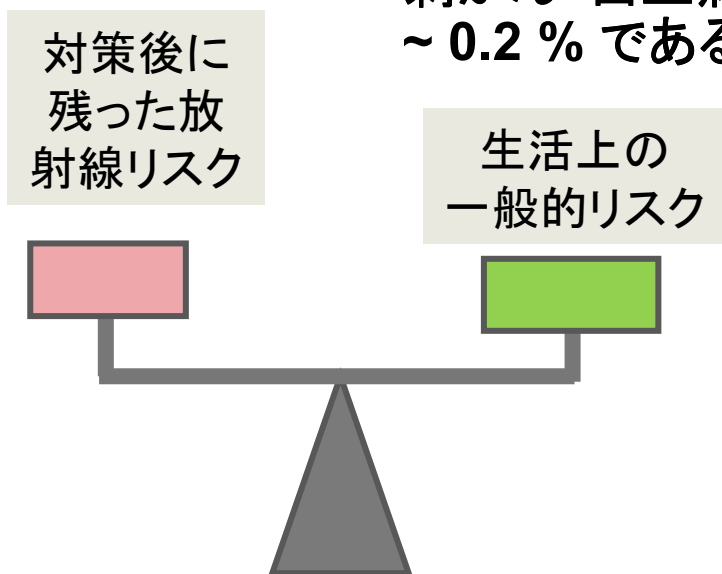 ~ 0.2 % である
対策後に
残った放
射線リスク
生活上の
一般的リスク